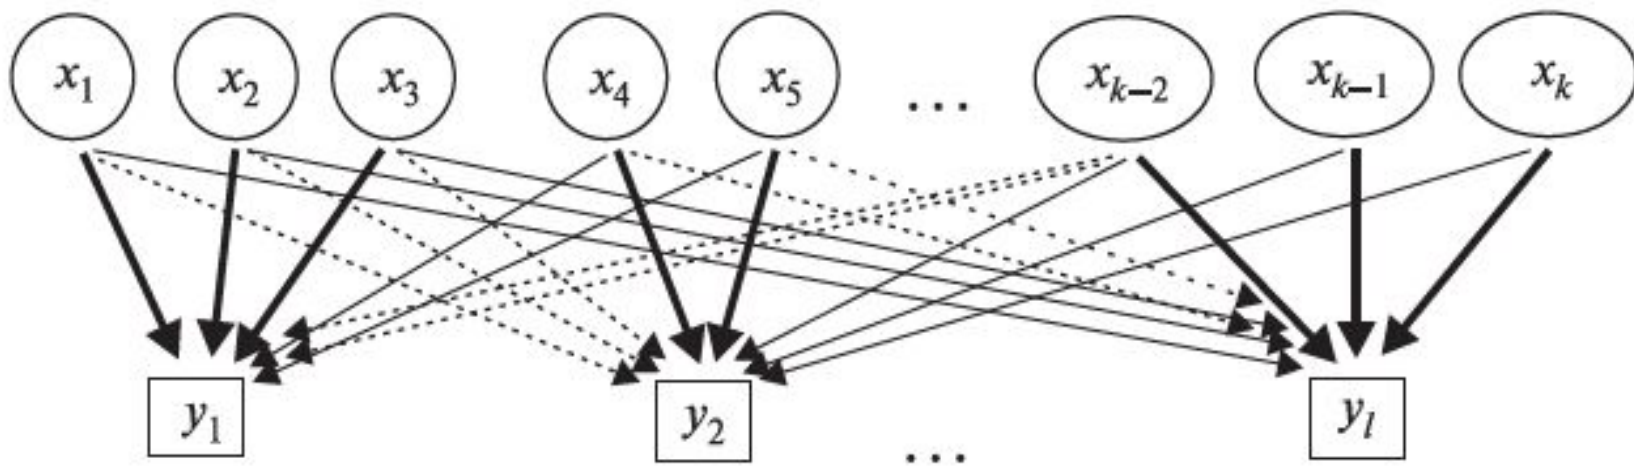 x₁ x₂ x₃ x₄ x₅ ... xₖ₋₂ xₖ₋₁ xₖ
y₁ y₂ ... yₗ